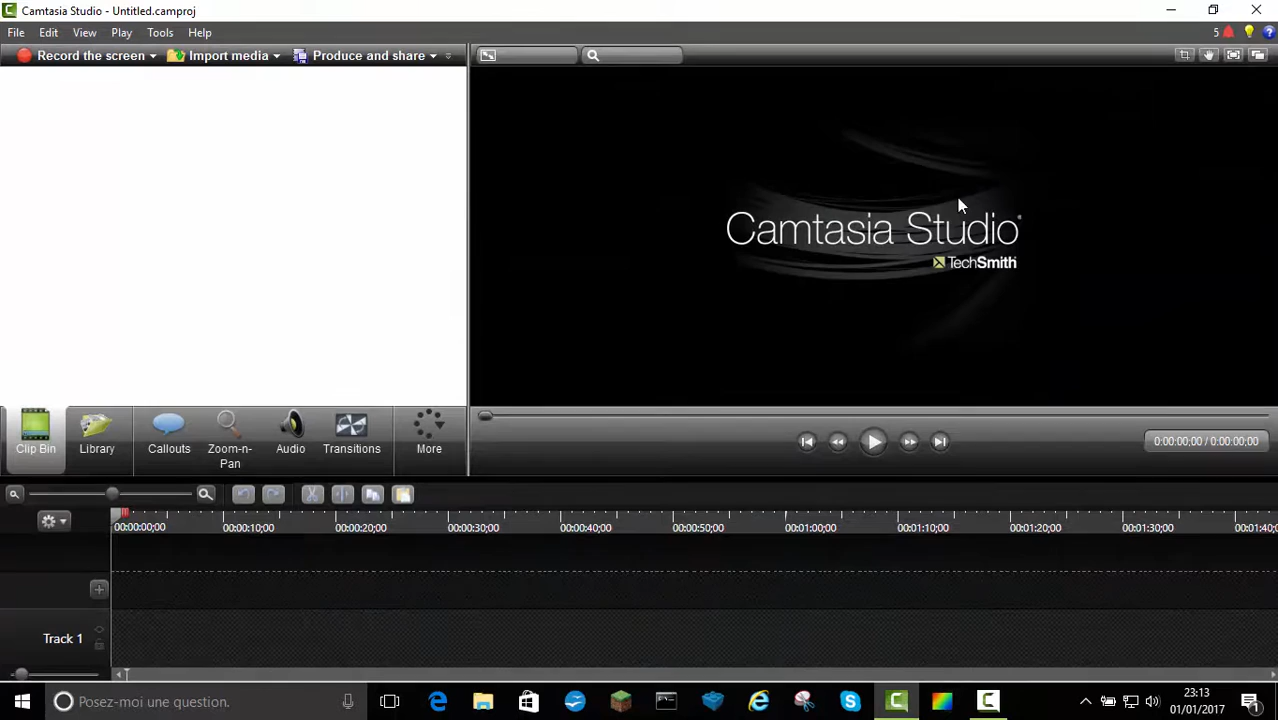 Camtasia Studio - Untitled.camproj
File Edit View Play Tools Help
5
Record the screen Import media Produce and share
Camtasia Studio®
TechSmith
Clip Bin Library Callouts Zoom-n-Pan Audio Transitions More
0:00:00;00 / 0:00:00;00
00:00:00;00 00:00:10;00 00:00:20;00 00:00:30;00 00:00:40;00 00:00:50;00 00:01:00;00 00:01:10;00 00:01:20;00 00:01:30;00 00:01:40;
Track 1
Posez-moi une question.
23:13
01/01/2017
1